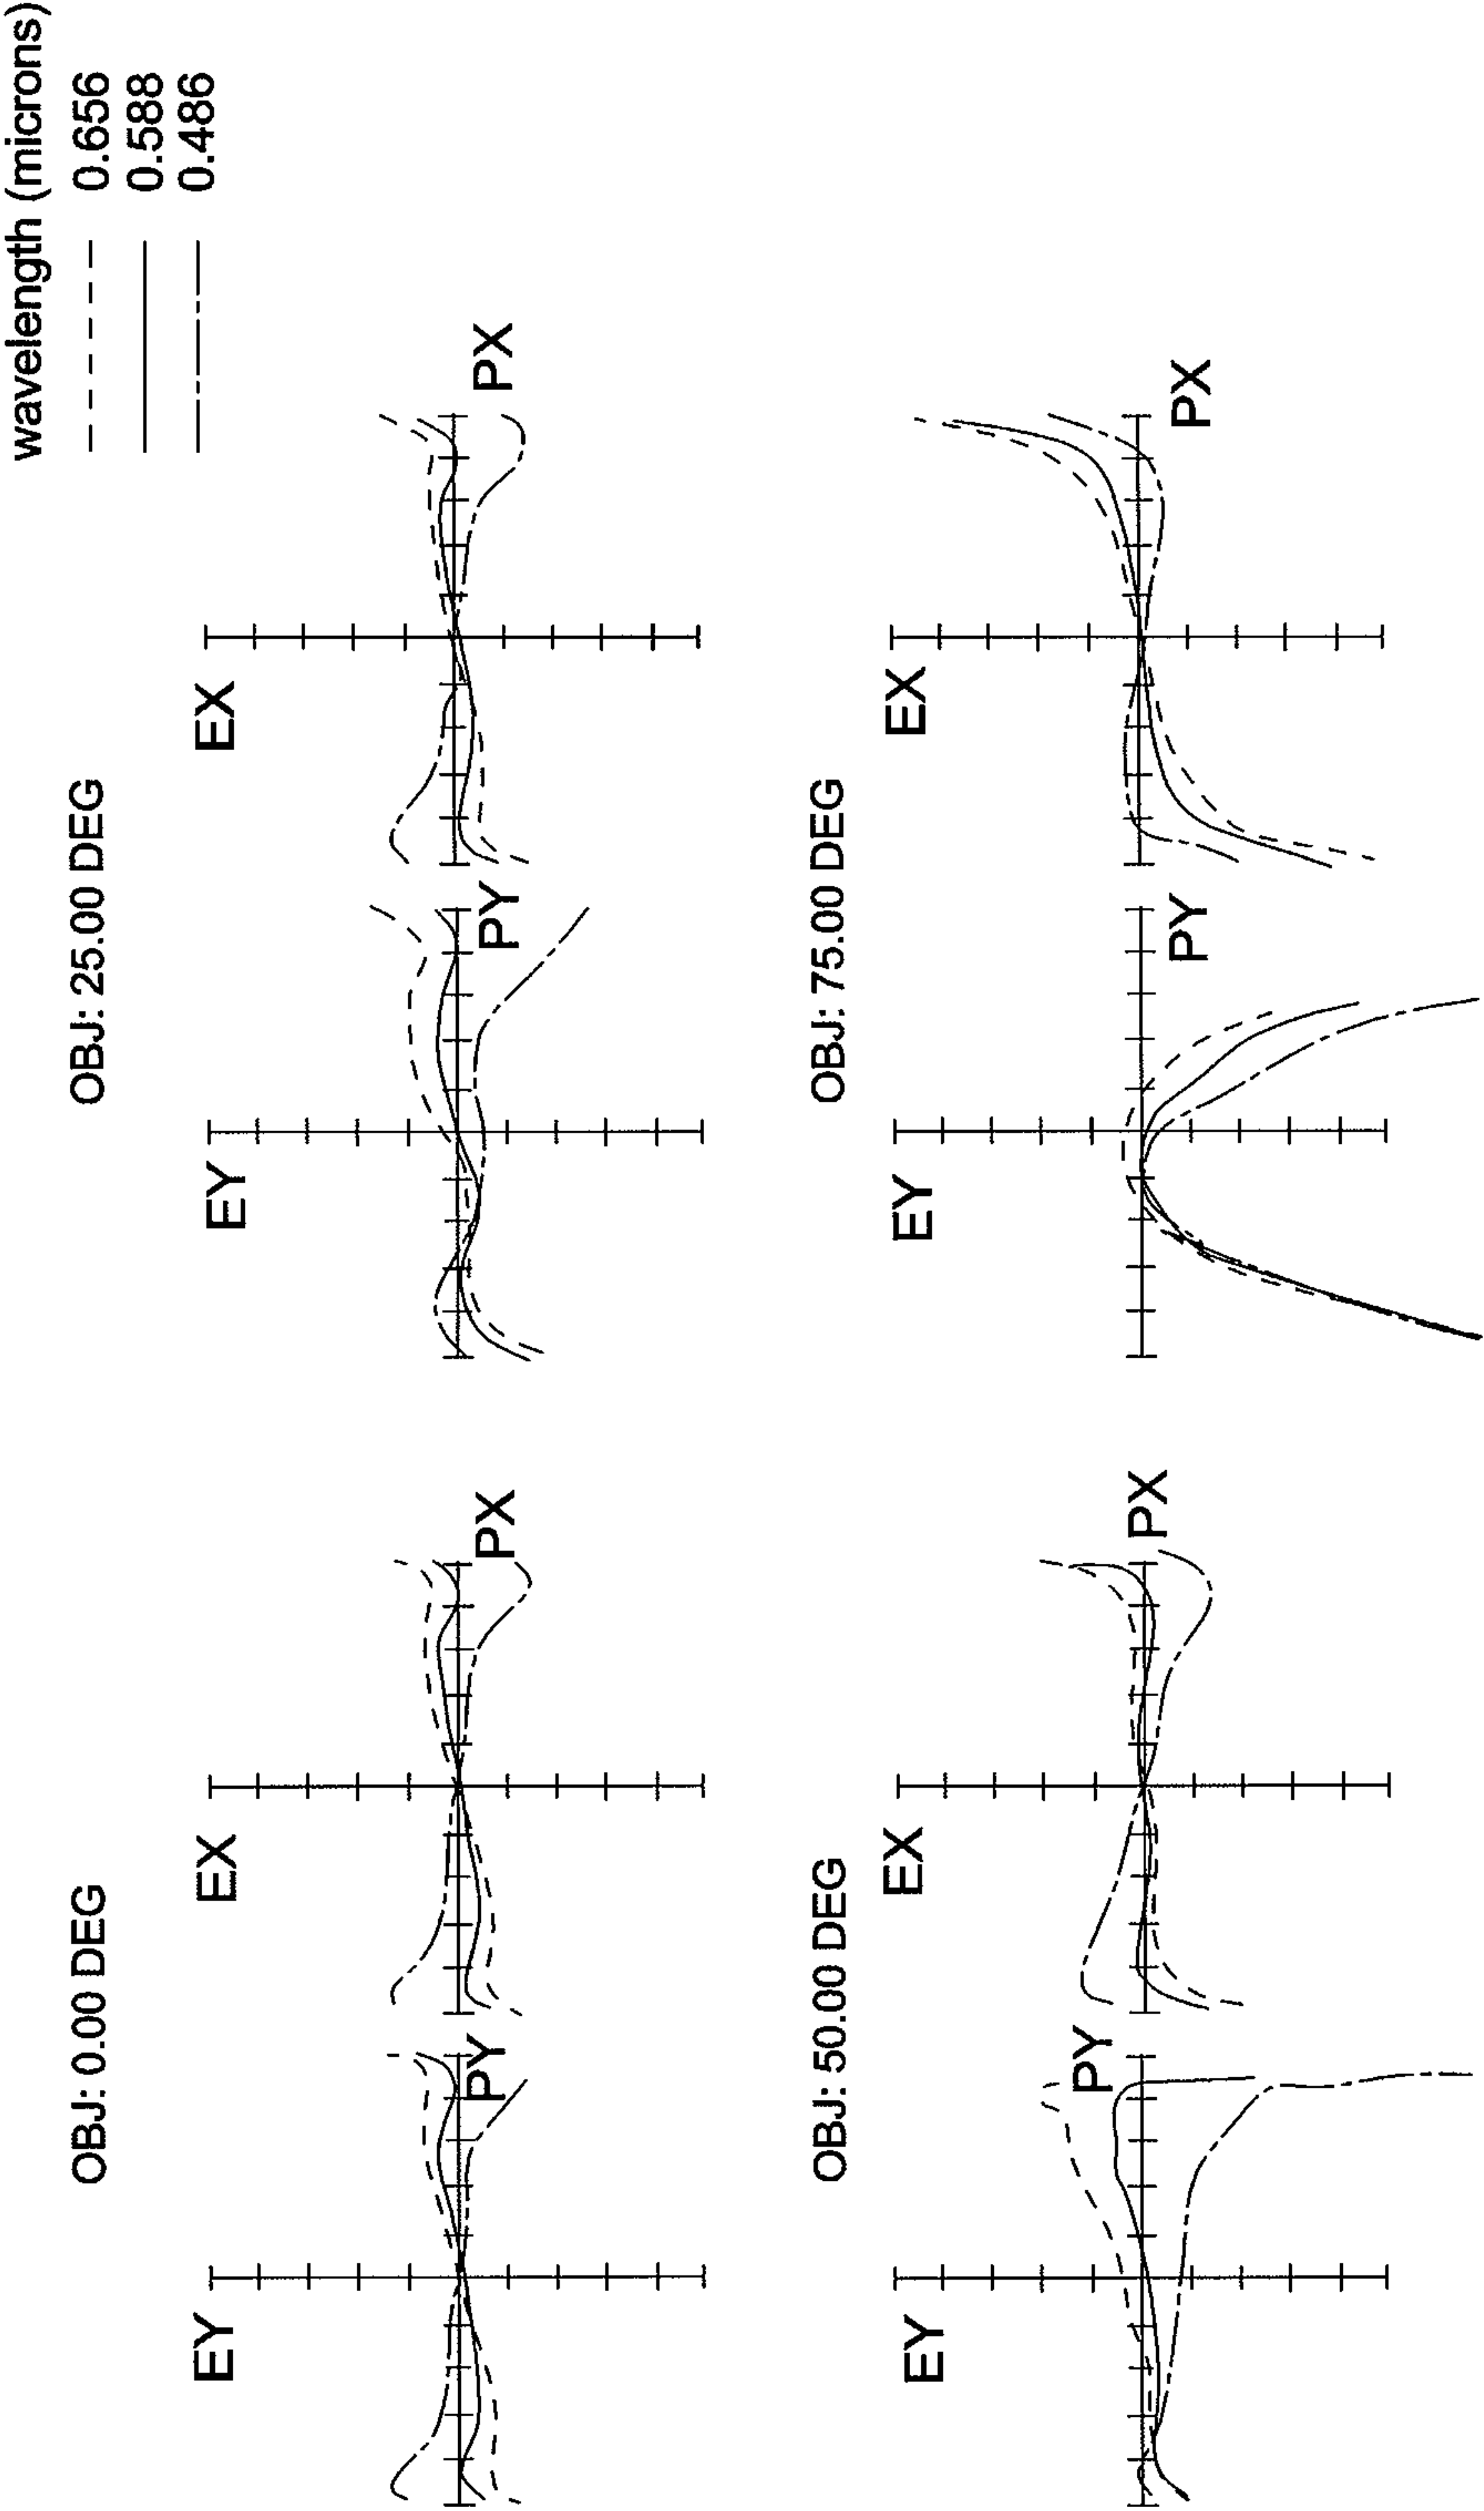 wavelength (microns)
0.656
0.588
0.486
OBJ: 0.00 DEG
EY
PY
EX
PX
OBJ: 25.00 DEG
EY
PY
EX
PX
OBJ: 50.00 DEG
EY
PY
EX
PX
OBJ: 75.00 DEG
EY
PY
EX
PX